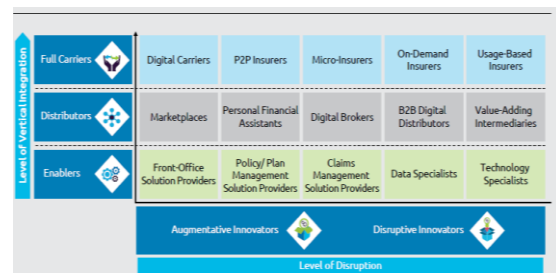 Level of Vertical Integration
Full Carriers
Digital Carriers
P2P Insurers
Micro-Insurers
On-Demand
Insurers
Usage-Based
Insurers
Distributors
Marketplaces
Personal Financial
Assistants
Digital Brokers
B2B Digital
Distributors
Value-Adding
Intermediaries
Enablers
Front-Office
Solution Providers
Policy/ Plan
Management
Solution Providers
Claims
Management
Solution Providers
Data Specialists
Technology
Specialists
Augmentative Innovators
Disruptive Innovators
Level of Disruption